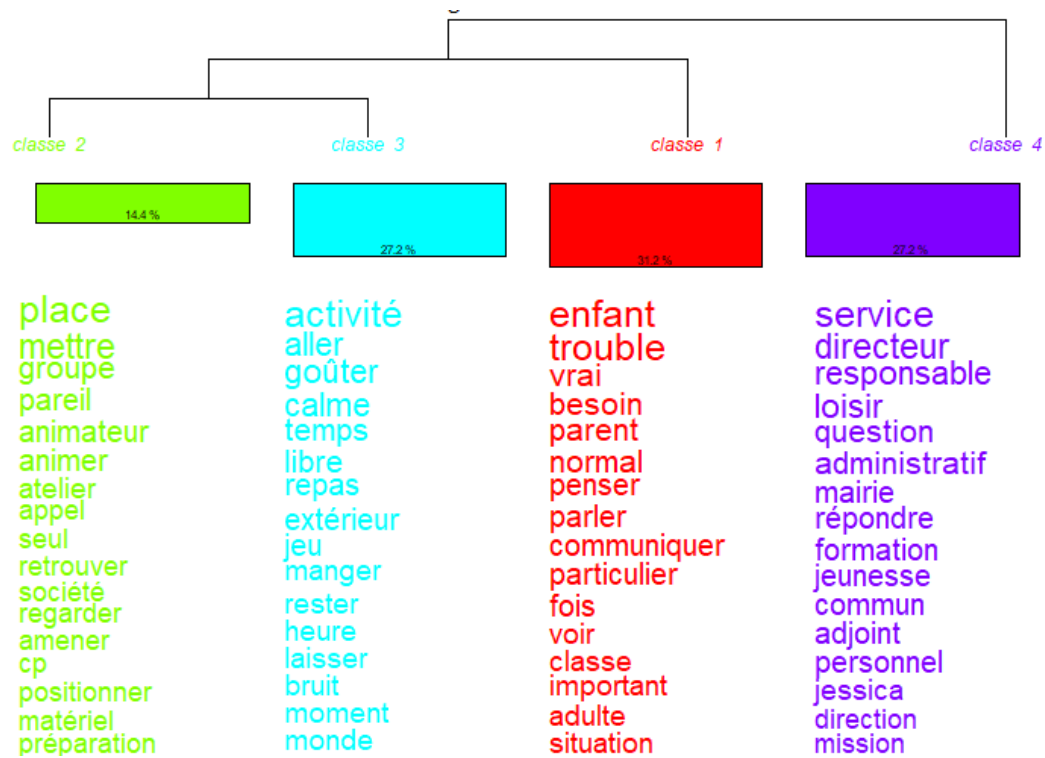 classe 2
classe 3
classe 1
classe 4
14.4 %
27.2 %
31.2 %
27.2 %
place
mettre
groupe
pareil
animateur
animer
atelier
appel
seul
retrouver
société
regarder
amener
cp
positionner
matériel
préparation
activité
aller
goûter
calme
temps
libre
repas
extérieur
jeu
manger
rester
heure
laisser
bruit
moment
monde
enfant
trouble
vrai
besoin
parent
normal
penser
parler
communiquer
particulier
fois
voir
classe
important
adulte
situation
service
directeur
responsable
loisir
question
administratif
mairie
répondre
formation
jeunesse
commun
adjoint
personnel
jessica
direction
mission